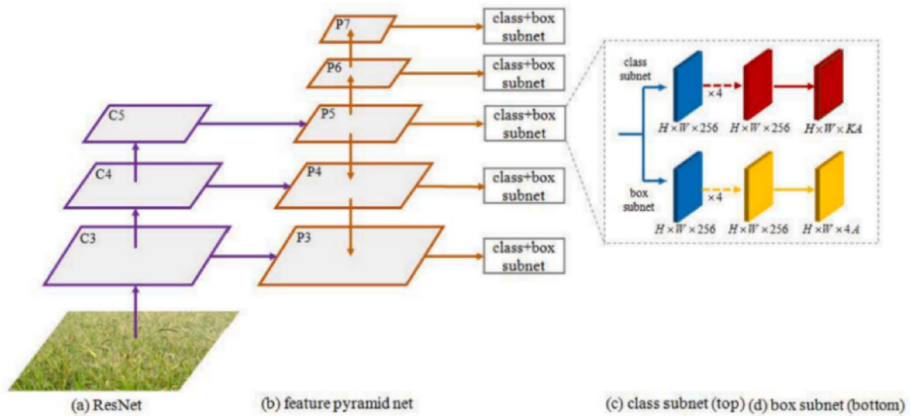 P7
class+box
subnet
P6
class+box
subnet
C5
P5
class+box
subnet
C4
P4
class+box
subnet
C3
P3
class+box
subnet
class
subnet
×4
H×W×256
H×W×256
H×W×KA
box
subnet
×4
H×W×256
H×W×256
H×W×4A
(a) ResNet
(b) feature pyramid net
(c) class subnet (top) (d) box subnet (bottom)